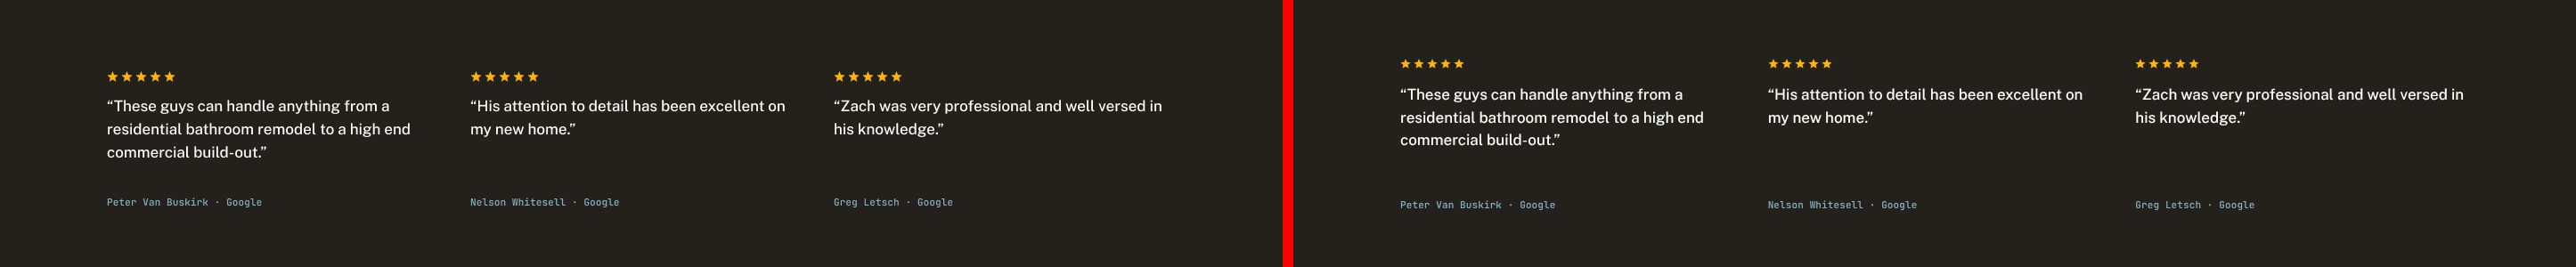 “These guys can handle anything from a
residential bathroom remodel to a high end
commercial build-out.”
Peter Van Buskirk · Google
“His attention to detail has been excellent on
my new home.”
Nelson Whitesell · Google
“Zach was very professional and well versed in
his knowledge.”
Greg Letsch · Google
“These guys can handle anything from a
residential bathroom remodel to a high end
commercial build-out.”
Peter Van Buskirk · Google
“His attention to detail has been excellent on
my new home.”
Nelson Whitesell · Google
“Zach was very professional and well versed in
his knowledge.”
Greg Letsch · Google